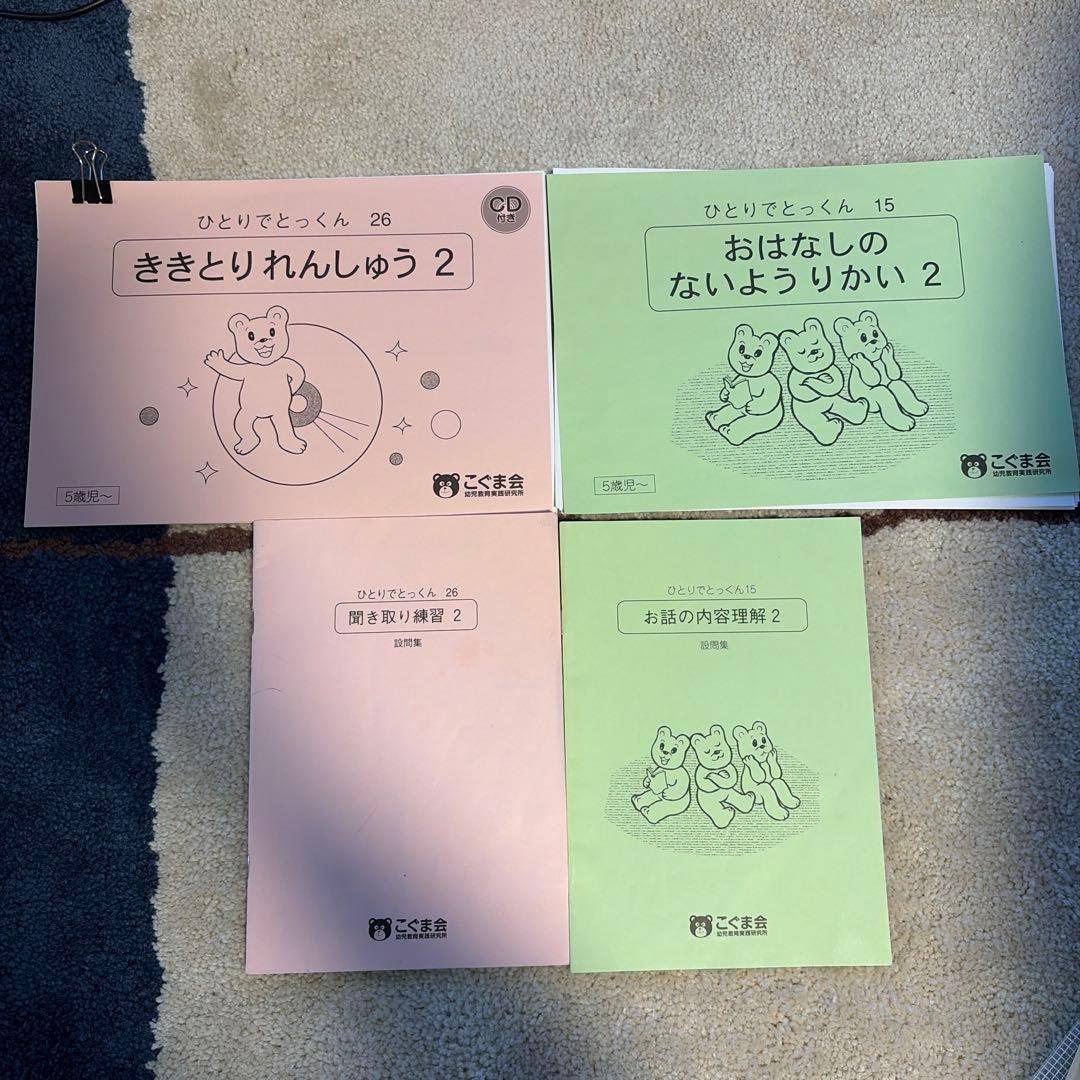 ひとりでとっくん 26
CD
付き
ききとりれんしゅう 2
5歳児〜
こぐま会
幼児教育実践研究所
ひとりでとっくん 15
おはなしの
ないようりかい 2
5歳児〜
こぐま会
幼児教育実践研究所
ひとりでとっくん 26
聞き取り練習 2
設問集
こぐま会
幼児教育実践研究所
ひとりでとっくん15
お話の内容理解 2
設問集
こぐま会
幼児教育実践研究所